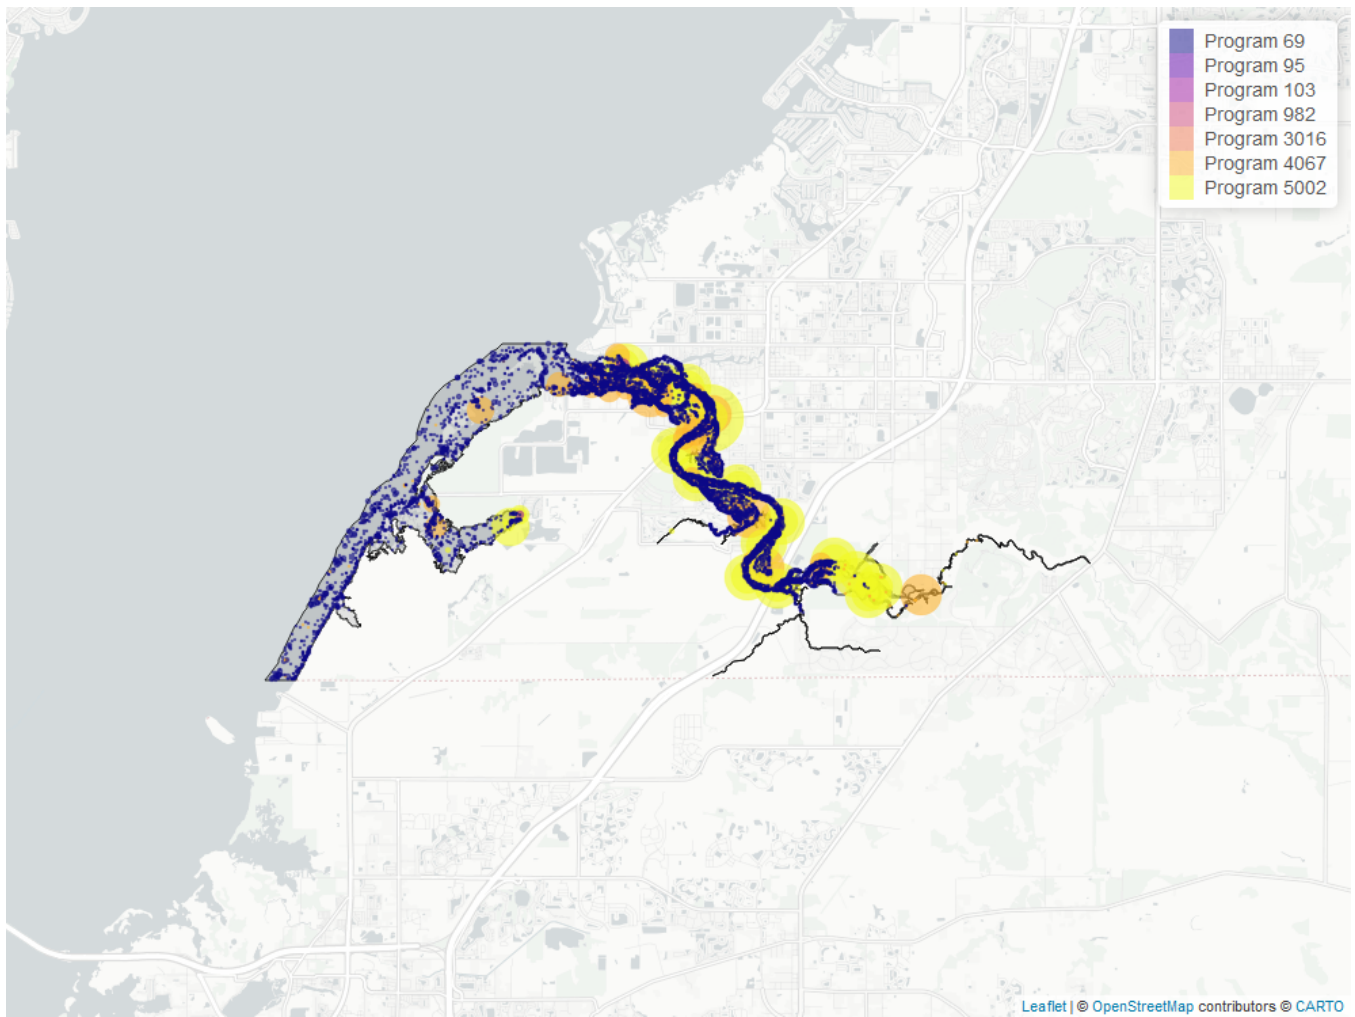 Program 69
Program 95
Program 103
Program 982
Program 3016
Program 4067
Program 5002
Leaflet | © OpenStreetMap contributors © CARTO